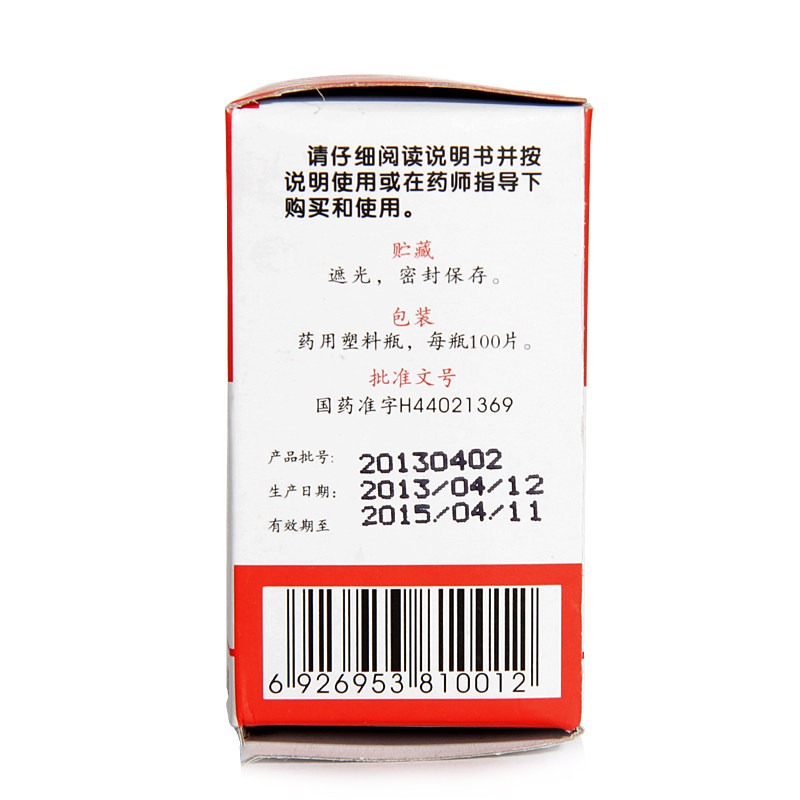 请仔细阅读说明书并按
说明使用或在药师指导下
购买和使用。
贮藏
遮光，密封保存。
包装
药用塑料瓶，每瓶100片。
批准文号
国药准字H44021369
产品批号: 20130402
生产日期: 2013/04/12
有效期至 2015/04/11
6 926953 810012